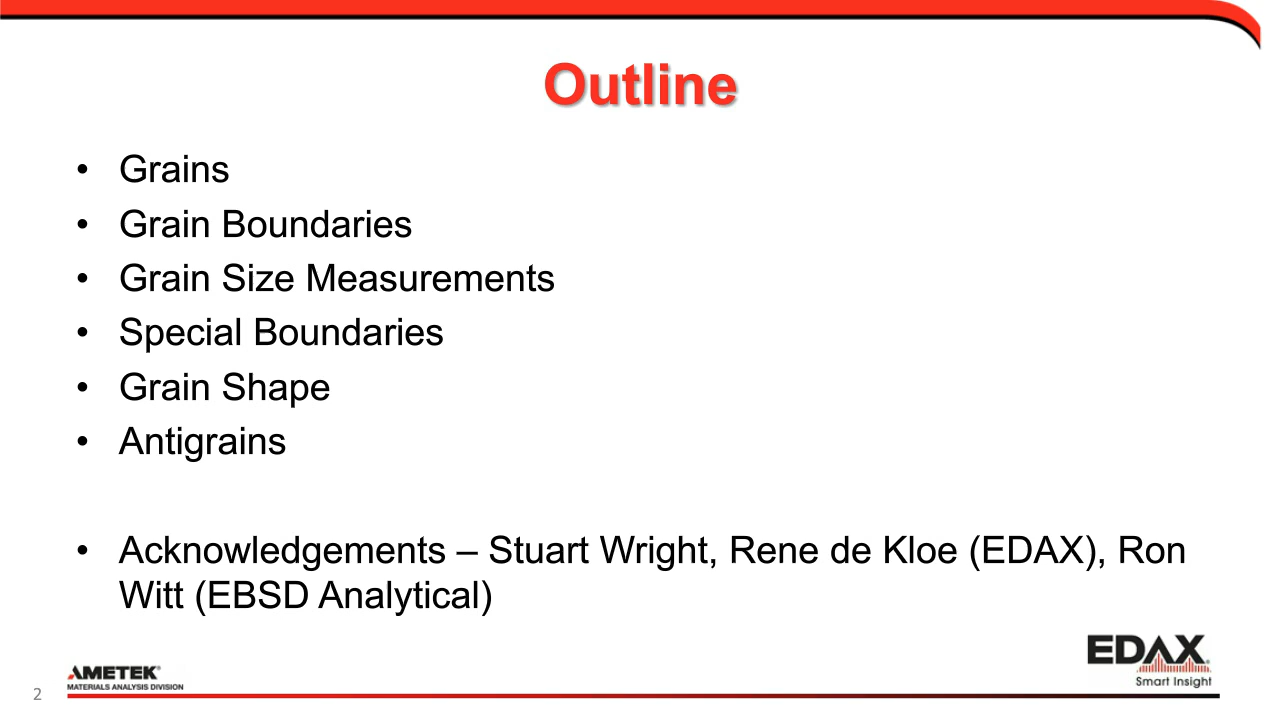 Outline
• Grains
• Grain Boundaries
• Grain Size Measurements
• Special Boundaries
• Grain Shape
• Antigrains
• Acknowledgements – Stuart Wright, Rene de Kloe (EDAX), Ron
Witt (EBSD Analytical)
EDAX
Smart Insight
AMETEK®
MATERIALS ANALYSIS DIVISION
2